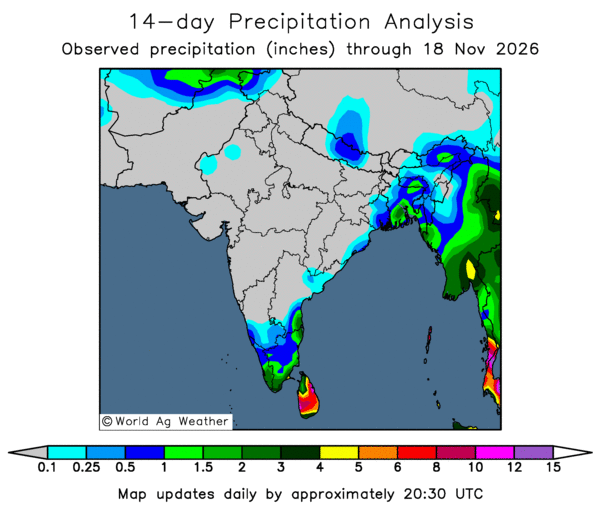 14-day Precipitation Analysis
Observed precipitation (inches) through 18 Nov 2026
©World Ag Weather
0.1 0.25 0.5 1 1.5 2 3 4 5 6 8 10 12 15
Map updates daily by approximately 20:30 UTC